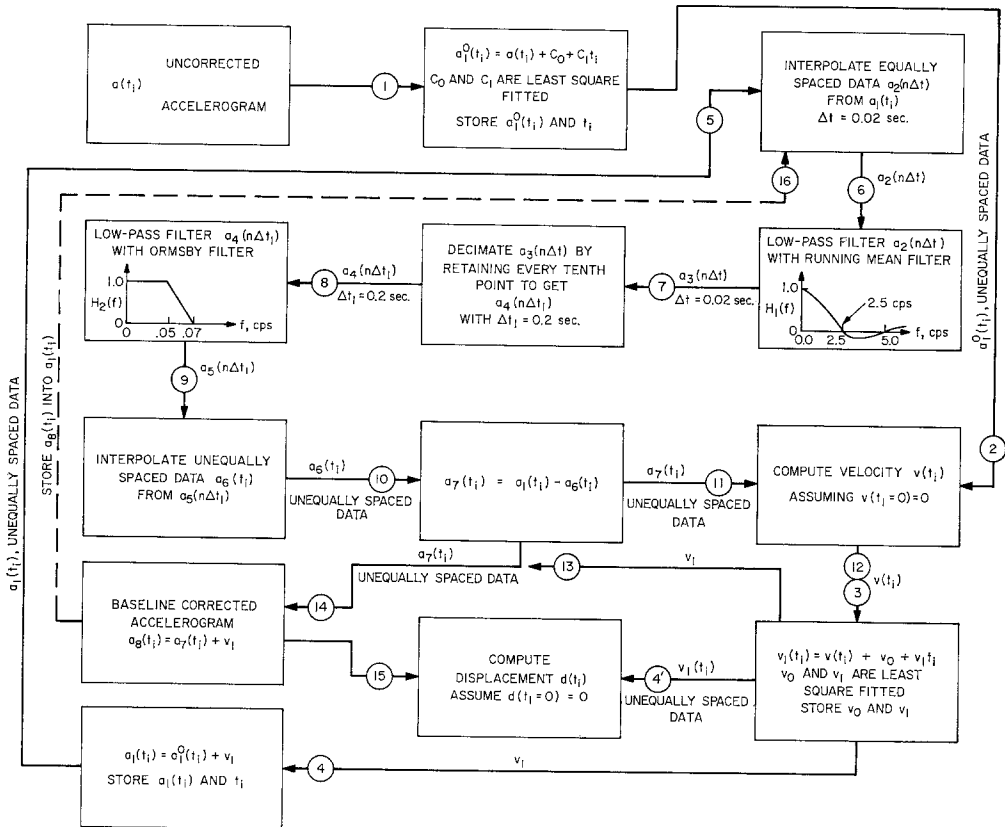 UNCORRECTED
a(tᵢ)
ACCELEROGRAM
1
a₁⁰(tᵢ) = a(tᵢ) + C₀ + C₁tᵢ
C₀ AND C₁ ARE LEAST SQUARE
FITTED
STORE a₁⁰(tᵢ) AND tᵢ
INTERPOLATE EQUALLY
SPACED DATA a₂(nΔt)
FROM a₁(tᵢ)
Δt = 0.02 sec.
5
16
6
a₂(nΔt)
a₁⁰(tᵢ), UNEQUALLY SPACED DATA
2
LOW-PASS FILTER a₄(nΔt₁)
WITH ORMSBY FILTER
1.0
H₂(f)
0
0
.05
.07
f, cps
8
a₄(nΔt₁)
Δt₁ = 0.2 sec.
DECIMATE a₃(nΔt) BY
RETAINING EVERY TENTH
POINT TO GET
a₄(nΔt₁)
WITH Δt₁ = 0.2 sec.
7
a₃(nΔt)
Δt = 0.02 sec.
LOW-PASS FILTER a₂(nΔt)
WITH RUNNING MEAN FILTER
1.0
H₁(f)
0
0.0
2.5
5.0
2.5 cps
f, cps
9
a₅(nΔt₁)
STORE a₈(tᵢ) INTO a₁(tᵢ)
a₁(tᵢ), UNEQUALLY SPACED DATA
INTERPOLATE UNEQUALLY
SPACED DATA a₆(tᵢ)
FROM a₅(nΔt₁)
a₆(tᵢ)
10
UNEQUALLY SPACED
DATA
a₇(tᵢ) = a₁(tᵢ) – a₆(tᵢ)
a₇(tᵢ)
11
UNEQUALLY SPACED
DATA
COMPUTE VELOCITY v(tᵢ)
ASSUMING v(t₁=0)=0
a₇(tᵢ)
UNEQUALLY SPACED DATA
13
v₁
12
3
v(tᵢ)
14
BASELINE CORRECTED
ACCELEROGRAM
a₈(tᵢ) = a₇(tᵢ) + v₁
15
COMPUTE
DISPLACEMENT d(tᵢ)
ASSUME d(t₁=0) = 0
v₁(tᵢ)
4'
UNEQUALLY SPACED
DATA
v₁(tᵢ) = v(tᵢ) + v₀ + v₁tᵢ
v₀ AND v₁ ARE LEAST
SQUARE FITTED
STORE v₀ AND v₁
a₁(tᵢ) = a₁⁰(tᵢ) + v₁
STORE a₁(tᵢ) AND tᵢ
4
v₁